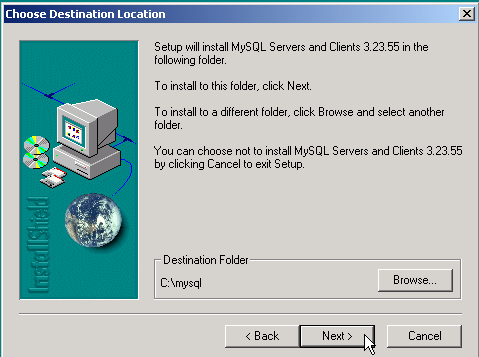 Choose Destination Location
Setup will install MySQL Servers and Clients 3.23.55 in the
following folder.
To install to this folder, click Next.
To install to a different folder, click Browse and select another
folder.
You can choose not to install MySQL Servers and Clients 3.23.55
by clicking Cancel to exit Setup.
InstallShield
Destination Folder
C:\mysql
Browse...
< Back
Next >
Cancel